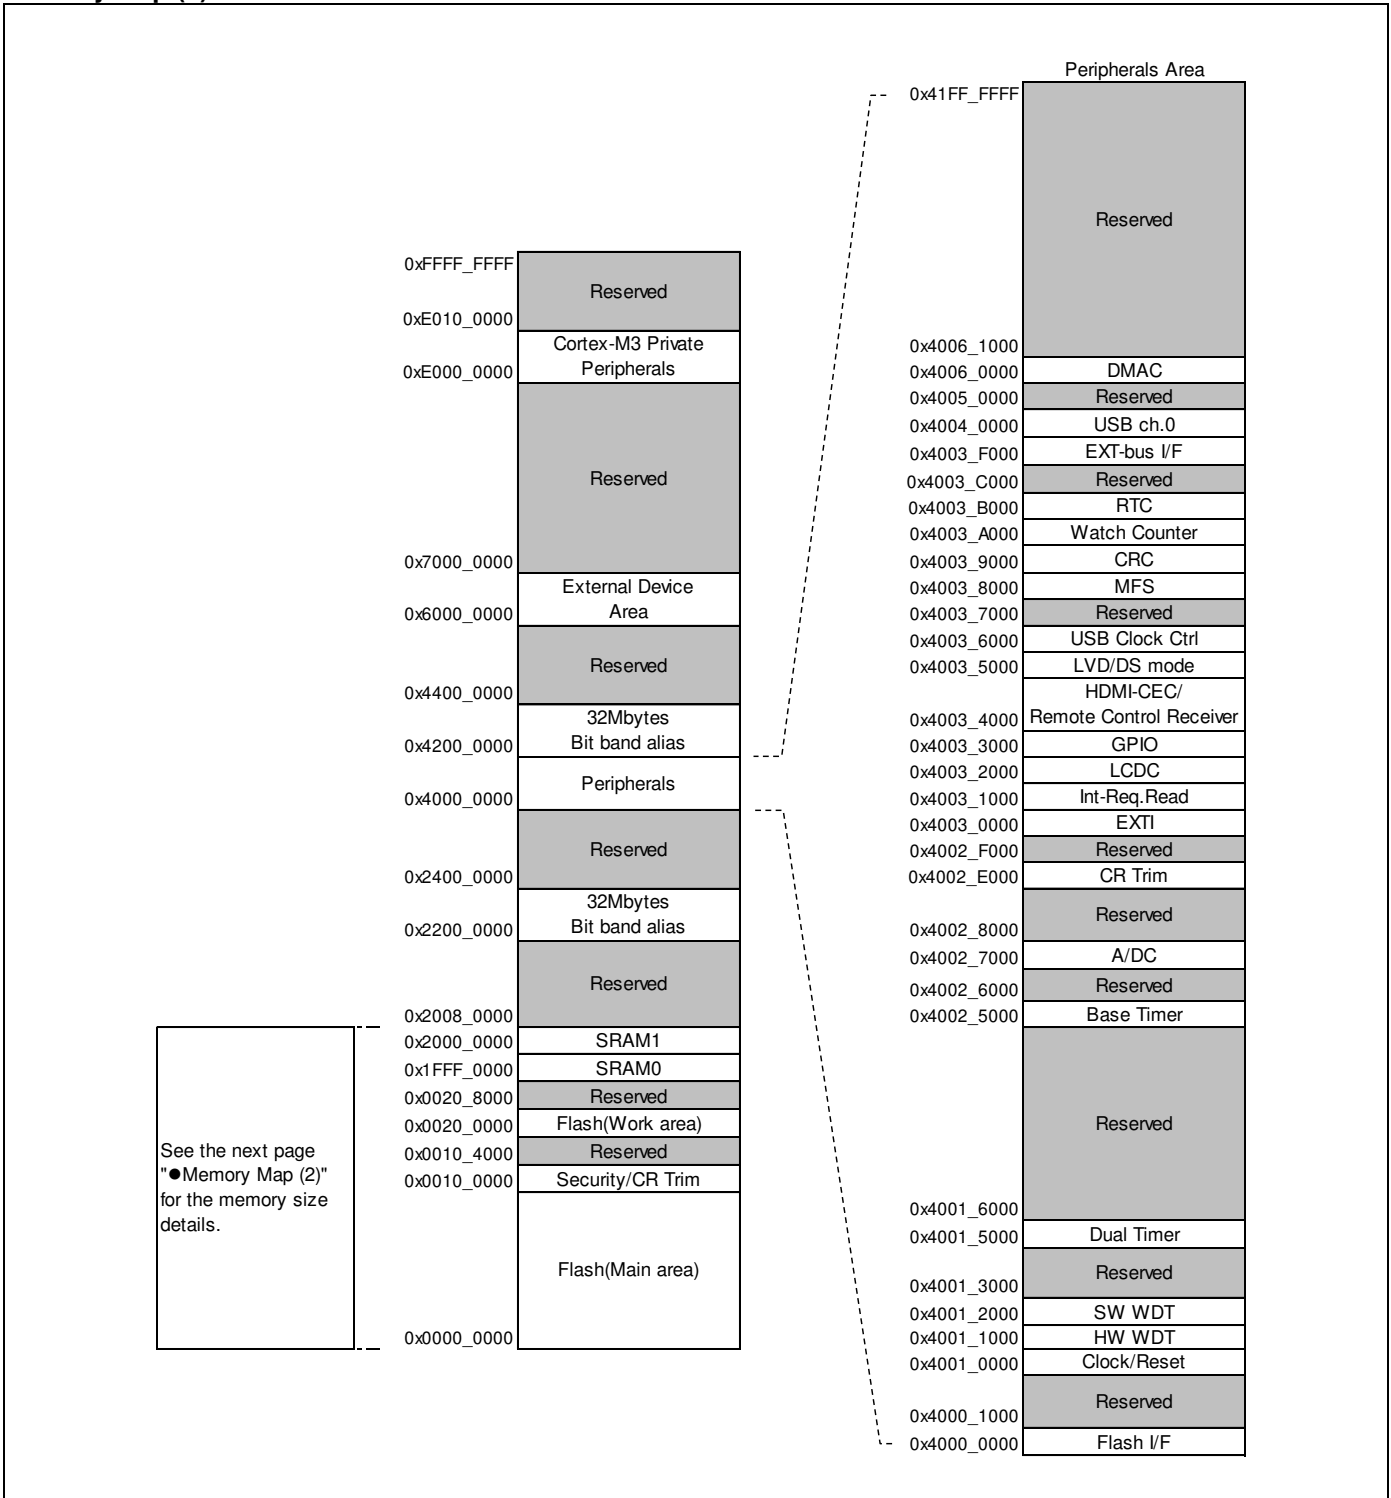 Peripherals Area
0x41FF_FFFF
Reserved
0x4006_1000
0x4006_0000 DMAC
0x4005_0000 Reserved
0x4004_0000 USB ch.0
0x4003_F000 EXT-bus I/F
0x4003_C000 Reserved
0x4003_B000 RTC
0x4003_A000 Watch Counter
0x4003_9000 CRC
0x4003_8000 MFS
0x4003_7000 Reserved
0x4003_6000 USB Clock Ctrl
0x4003_5000 LVD/DS mode
HDMI-CEC/
0x4003_4000 Remote Control Receiver
0x4003_3000 GPIO
0x4003_2000 LCDC
0x4003_1000 Int-Req.Read
0x4003_0000 EXTI
0x4002_F000 Reserved
0x4002_E000 CR Trim
Reserved
0x4002_8000
0x4002_7000 A/DC
0x4002_6000 Reserved
0x4002_5000 Base Timer
Reserved
0x4001_6000
0x4001_5000 Dual Timer
Reserved
0x4001_3000
0x4001_2000 SW WDT
0x4001_1000 HW WDT
0x4001_0000 Clock/Reset
Reserved
0x4000_1000
0x4000_0000 Flash I/F
0xFFFF_FFFF
Reserved
0xE010_0000
Cortex-M3 Private
0xE000_0000 Peripherals
Reserved
0x7000_0000
External Device
0x6000_0000 Area
Reserved
0x4400_0000
32Mbytes
0x4200_0000 Bit band alias
Peripherals
0x4000_0000
Reserved
0x2400_0000
32Mbytes
0x2200_0000 Bit band alias
Reserved
0x2008_0000
0x2000_0000 SRAM1
0x1FFF_0000 SRAM0
0x0020_8000 Reserved
0x0020_0000 Flash(Work area)
0x0010_4000 Reserved
0x0010_0000 Security/CR Trim
Flash(Main area)
0x0000_0000
See the next page
"●Memory Map (2)"
for the memory size
details.